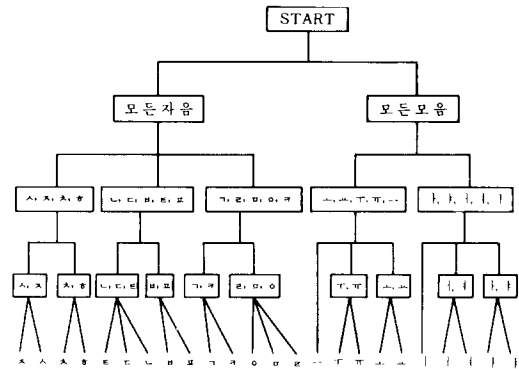 START
모든자음 모든모음
ㅅ, ㅈ, ㅊ, ㅎ ㄴ, ㄷ, ㅂ, ㅌ, ㅍ ㄱ, ㄹ, ㅁ, ㅇ, ㅋ ㅗ, ㅛ, ㅜ, ㅠ, ㅡ
ㅅ, ㅈ ㅊ, ㅎ ㄴ, ㄷ, ㅌ ㅂ, ㅍ ㄱ, ㅋ ㄹ, ㅁ, ㅇ ㅜ, ㅠ ㅗ, ㅛ
ㅈ ㅅ ㅊ ㅎ ㅌ ㄷ ㄴ ㅂ ㅍ ㄱ ㅋ ㅇ ㅁ ㄹ ㅡ ㅜ ㅠ ㅗ ㅛ